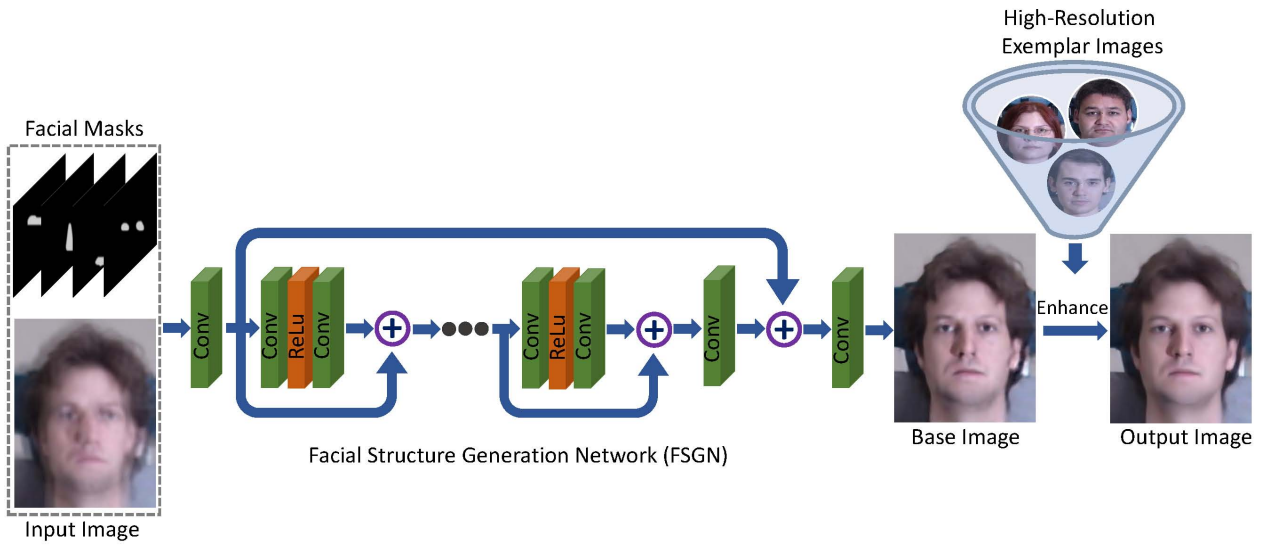 High-Resolution
Exemplar Images
Facial Masks
Conv
Conv
ReLu
Conv
Conv
ReLu
Conv
Conv
Conv
Enhance
Base Image
Output Image
Facial Structure Generation Network (FSGN)
Input Image